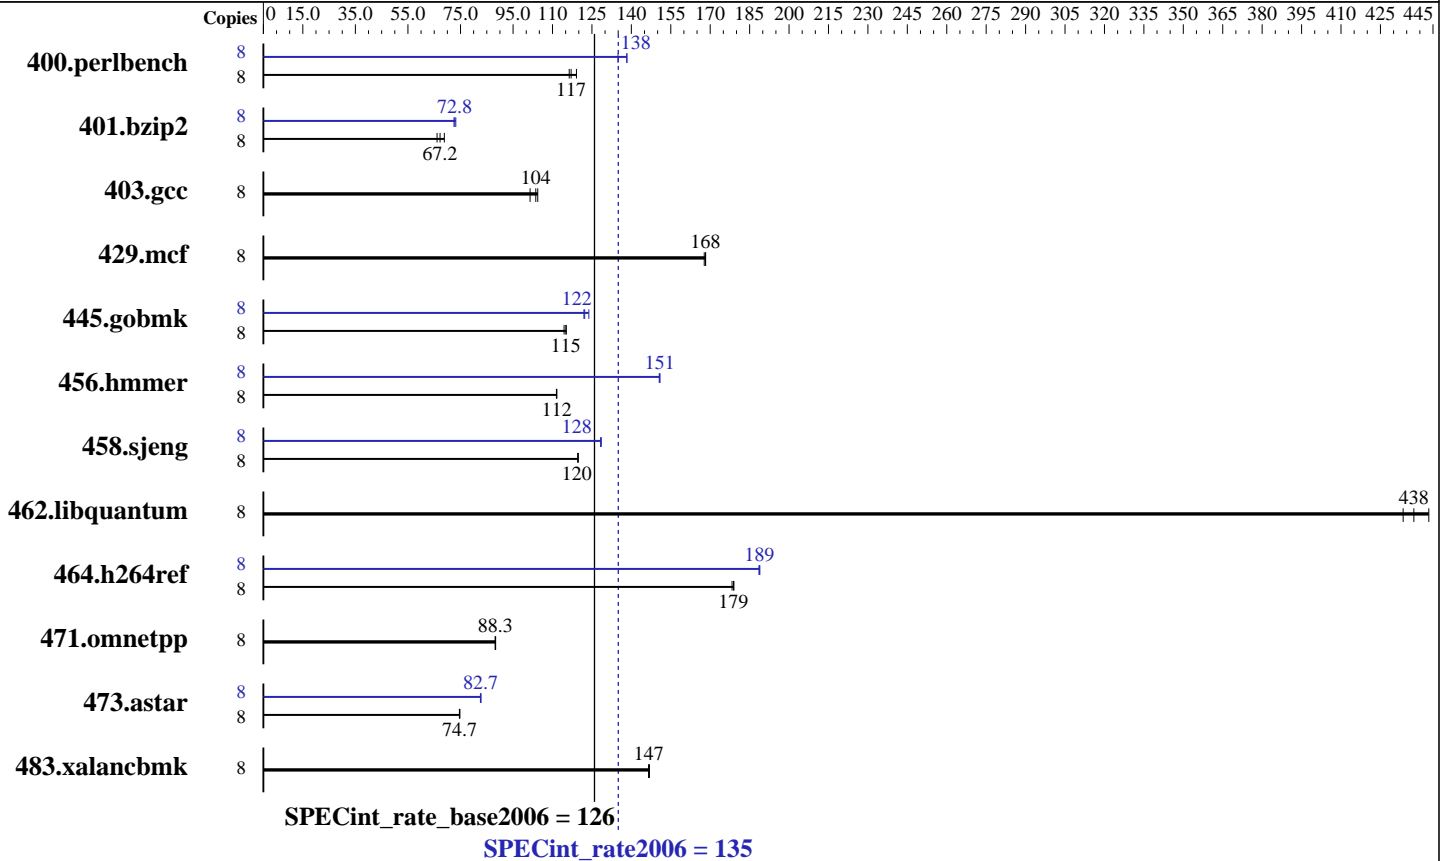 Copies 0 15.0 35.0 55.0 75.0 95.0 110 125 140 155 170 185 200 215 230 245 260 275 290 305 320 335 350 365 380 395 410 425 445
400.perlbench 8 138
8 117
401.bzip2 8 72.8
8 67.2
403.gcc 8 104
429.mcf 8 168
445.gobmk 8 122
8 115
456.hmmer 8 151
8 112
458.sjeng 8 128
8 120
462.libquantum 8 438
464.h264ref 8 189
8 179
471.omnetpp 8 88.3
473.astar 8 82.7
8 74.7
483.xalancbmk 8 147
SPECint_rate_base2006 = 126
SPECint_rate2006 = 135